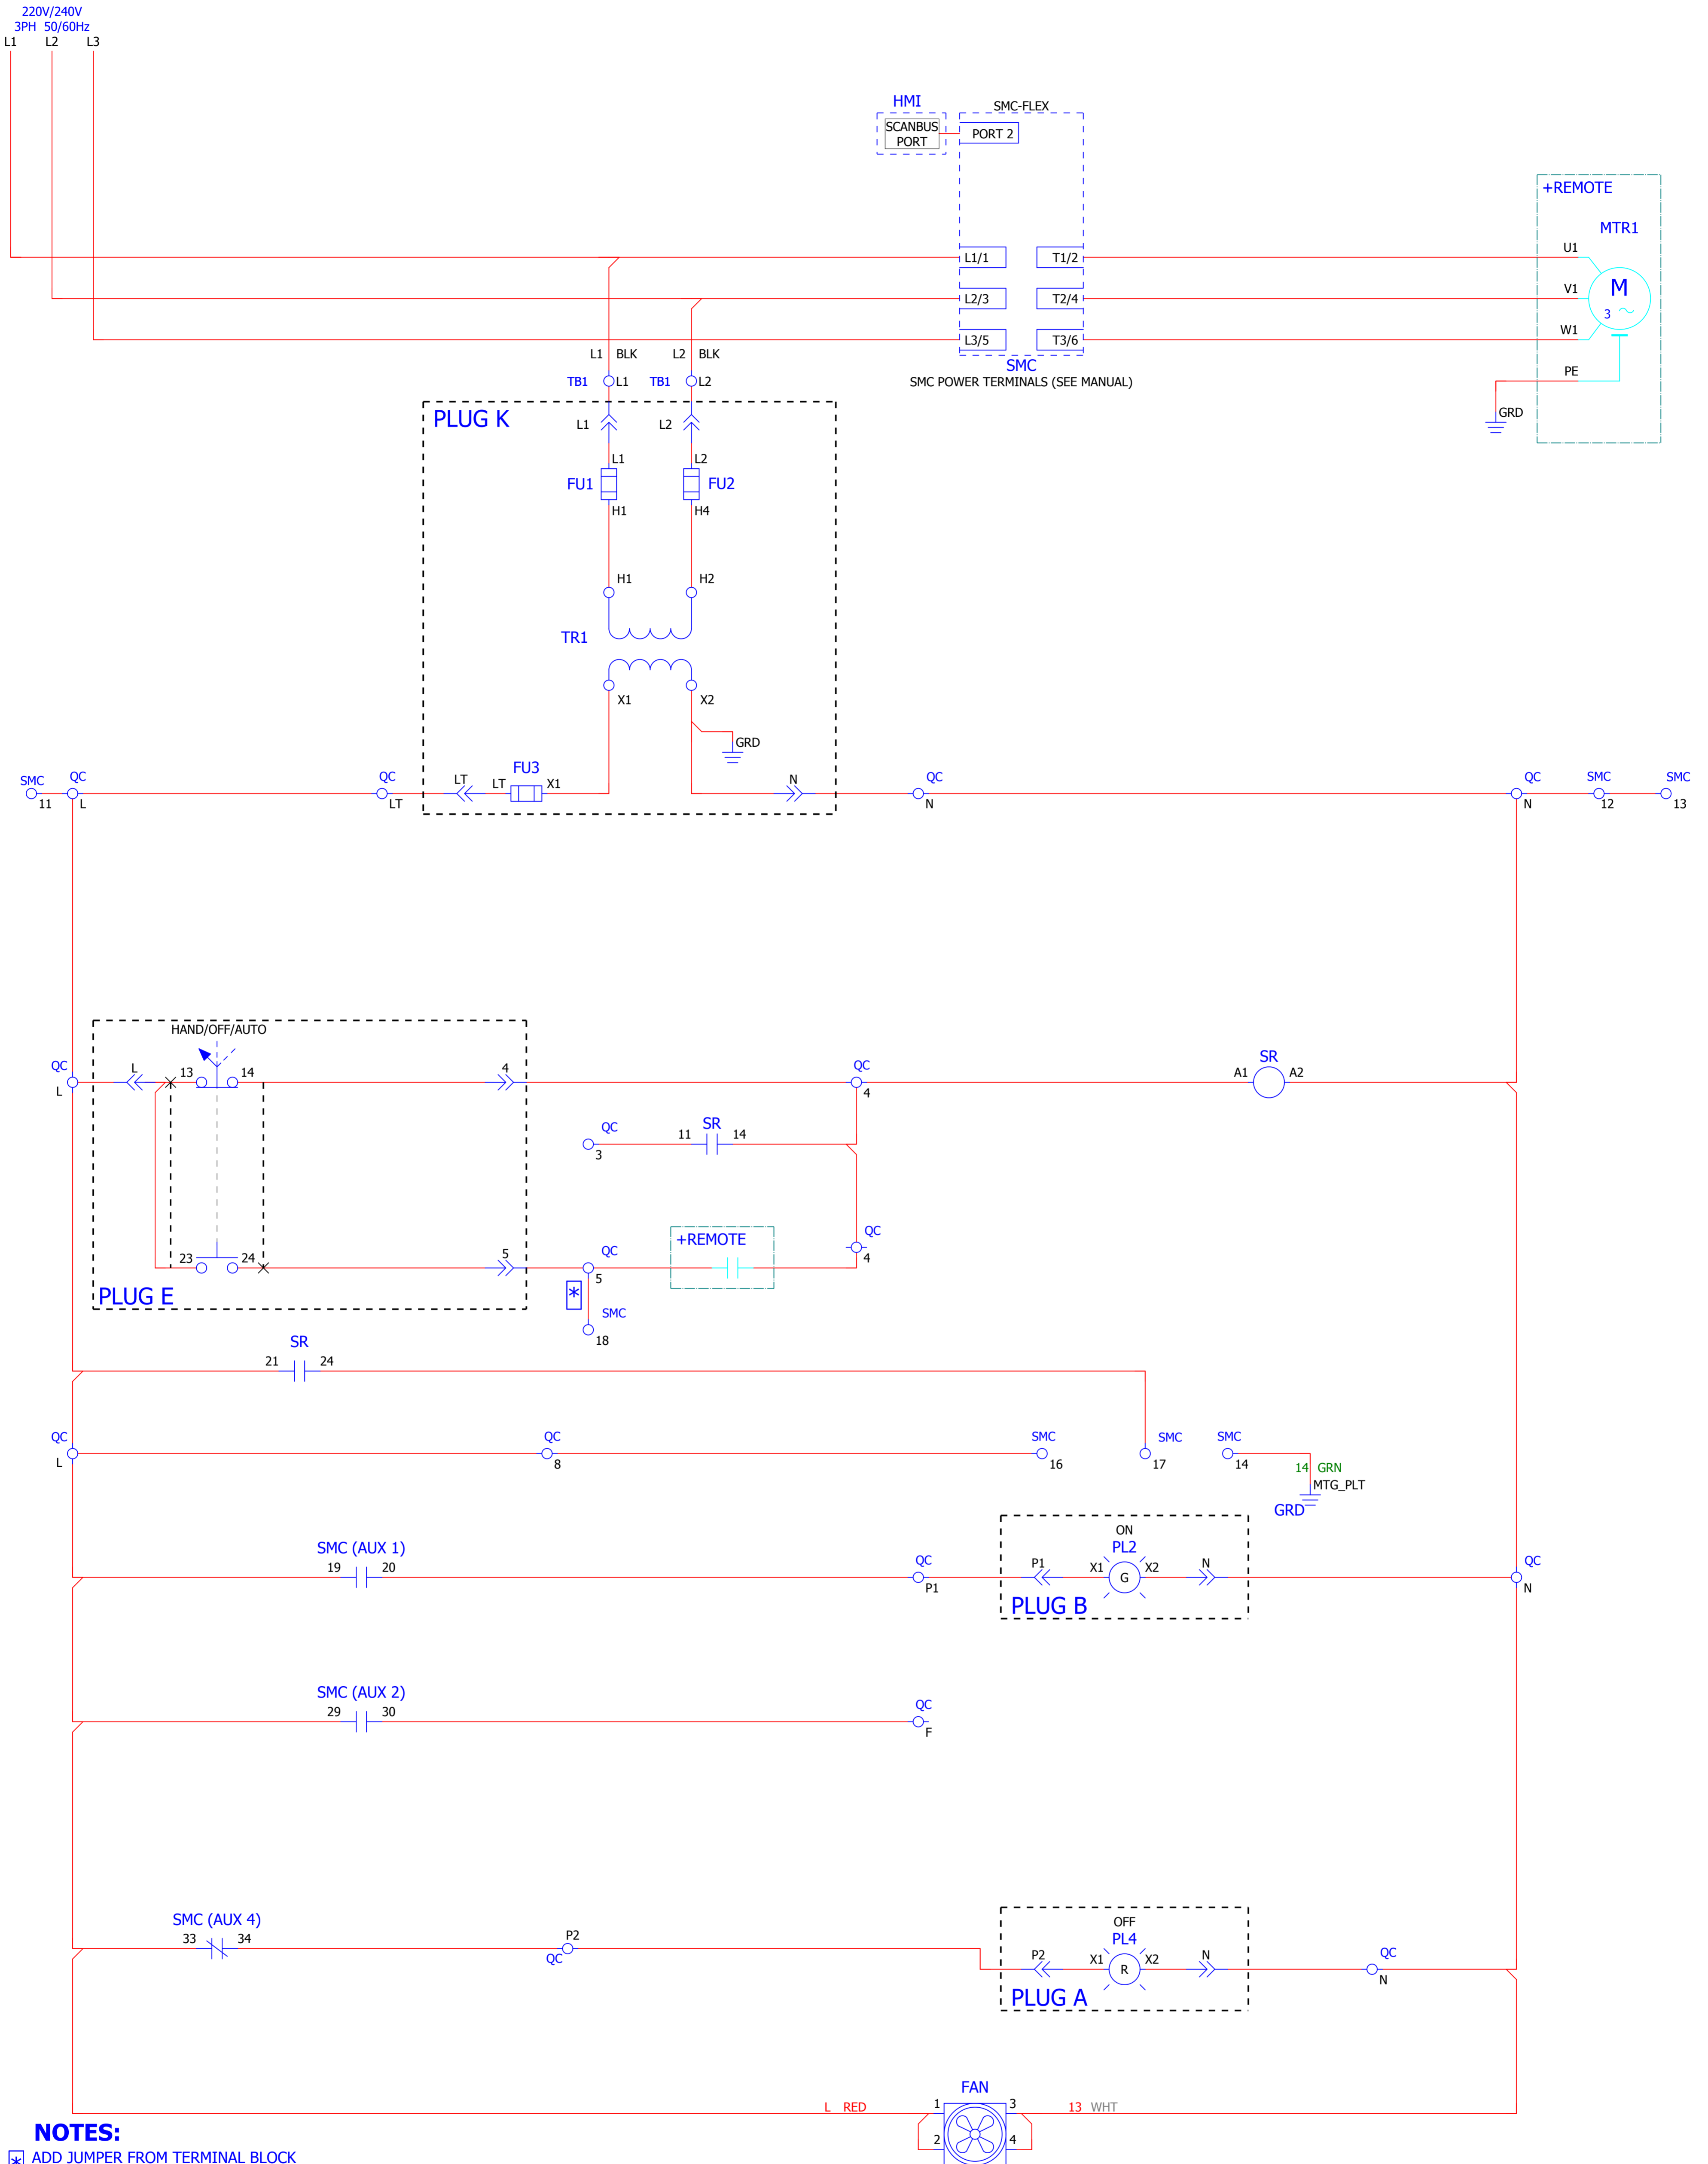 220V/240V
3PH 50/60Hz
L1 L2 L3
HMI
SCANBUS
PORT
SMC-FLEX
PORT 2
+REMOTE
MTR1
L1/1 T1/2 U1
L2/3 T2/4 V1
M
3
L3/5 T3/6 W1
SMC
SMC POWER TERMINALS (SEE MANUAL)
PE
GRD
L1 BLK L2 BLK
TB1 L1 TB1 L2
PLUG K
L1 L2
L1 L2
FU1 FU2
H1 H4
H1 H2
TR1
X1 X2
GRD
SMC QC QC LT LT FU3 X1 N QC QC SMC SMC
11 L LT N N 12 13
HAND/OFF/AUTO
QC L 13 14 4 QC SR
L 4 A1 A2
QC 11 SR 14
3
+REMOTE
QC
4
23 24 5 QC
5
PLUG E
*
SMC
18
SR
21 24
QC QC SMC SMC SMC
L 8 16 17 14
14 GRN
MTG_PLT
GRD
ON
SMC (AUX 1) PL2
19 20 QC P1 X1 G X2 N QC
P1 N
PLUG B
SMC (AUX 2)
29 30 QC
F
OFF
SMC (AUX 4) PL4
33 34 P2 P2 X1 R X2 N QC
QC N
PLUG A
FAN
L RED 1 3 13 WHT
2 4
NOTES:
* ADD JUMPER FROM TERMINAL BLOCK